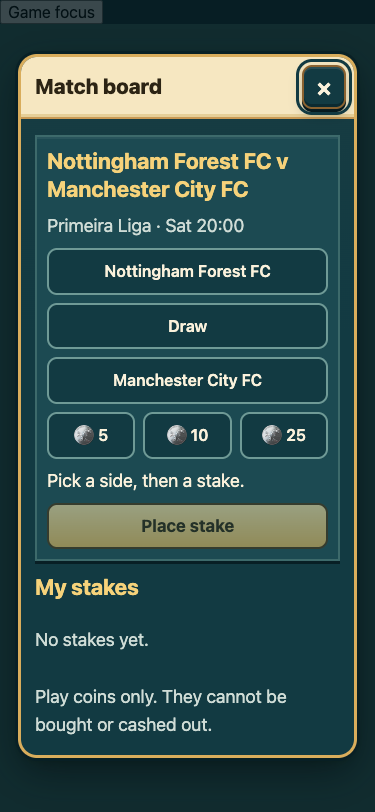 Game focus
Match board
×
Nottingham Forest FC v
Manchester City FC
Primeira Liga · Sat 20:00
Nottingham Forest FC
Draw
Manchester City FC
5
10
25
Pick a side, then a stake.
Place stake
My stakes
No stakes yet.
Play coins only. They cannot be
bought or cashed out.